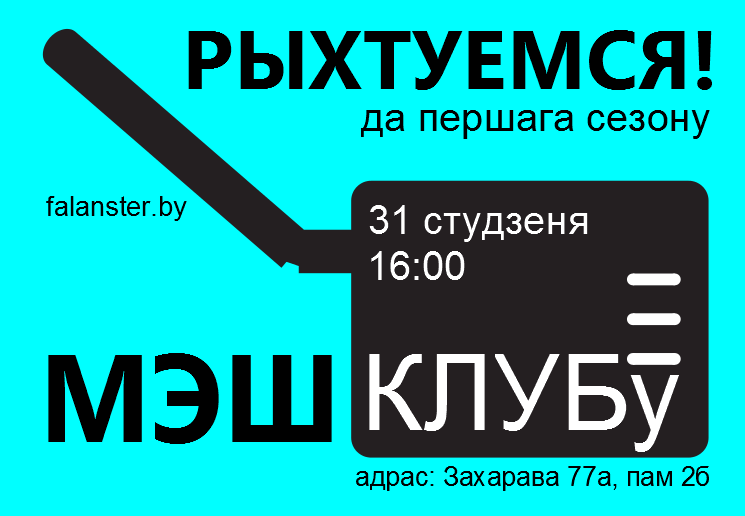 РЫХТУЕМСЯ!
да першага сезону
falanster.by
31 студзеня
16:00
МЭШ КЛУБу
адрас: Захарава 77а, пам 2б